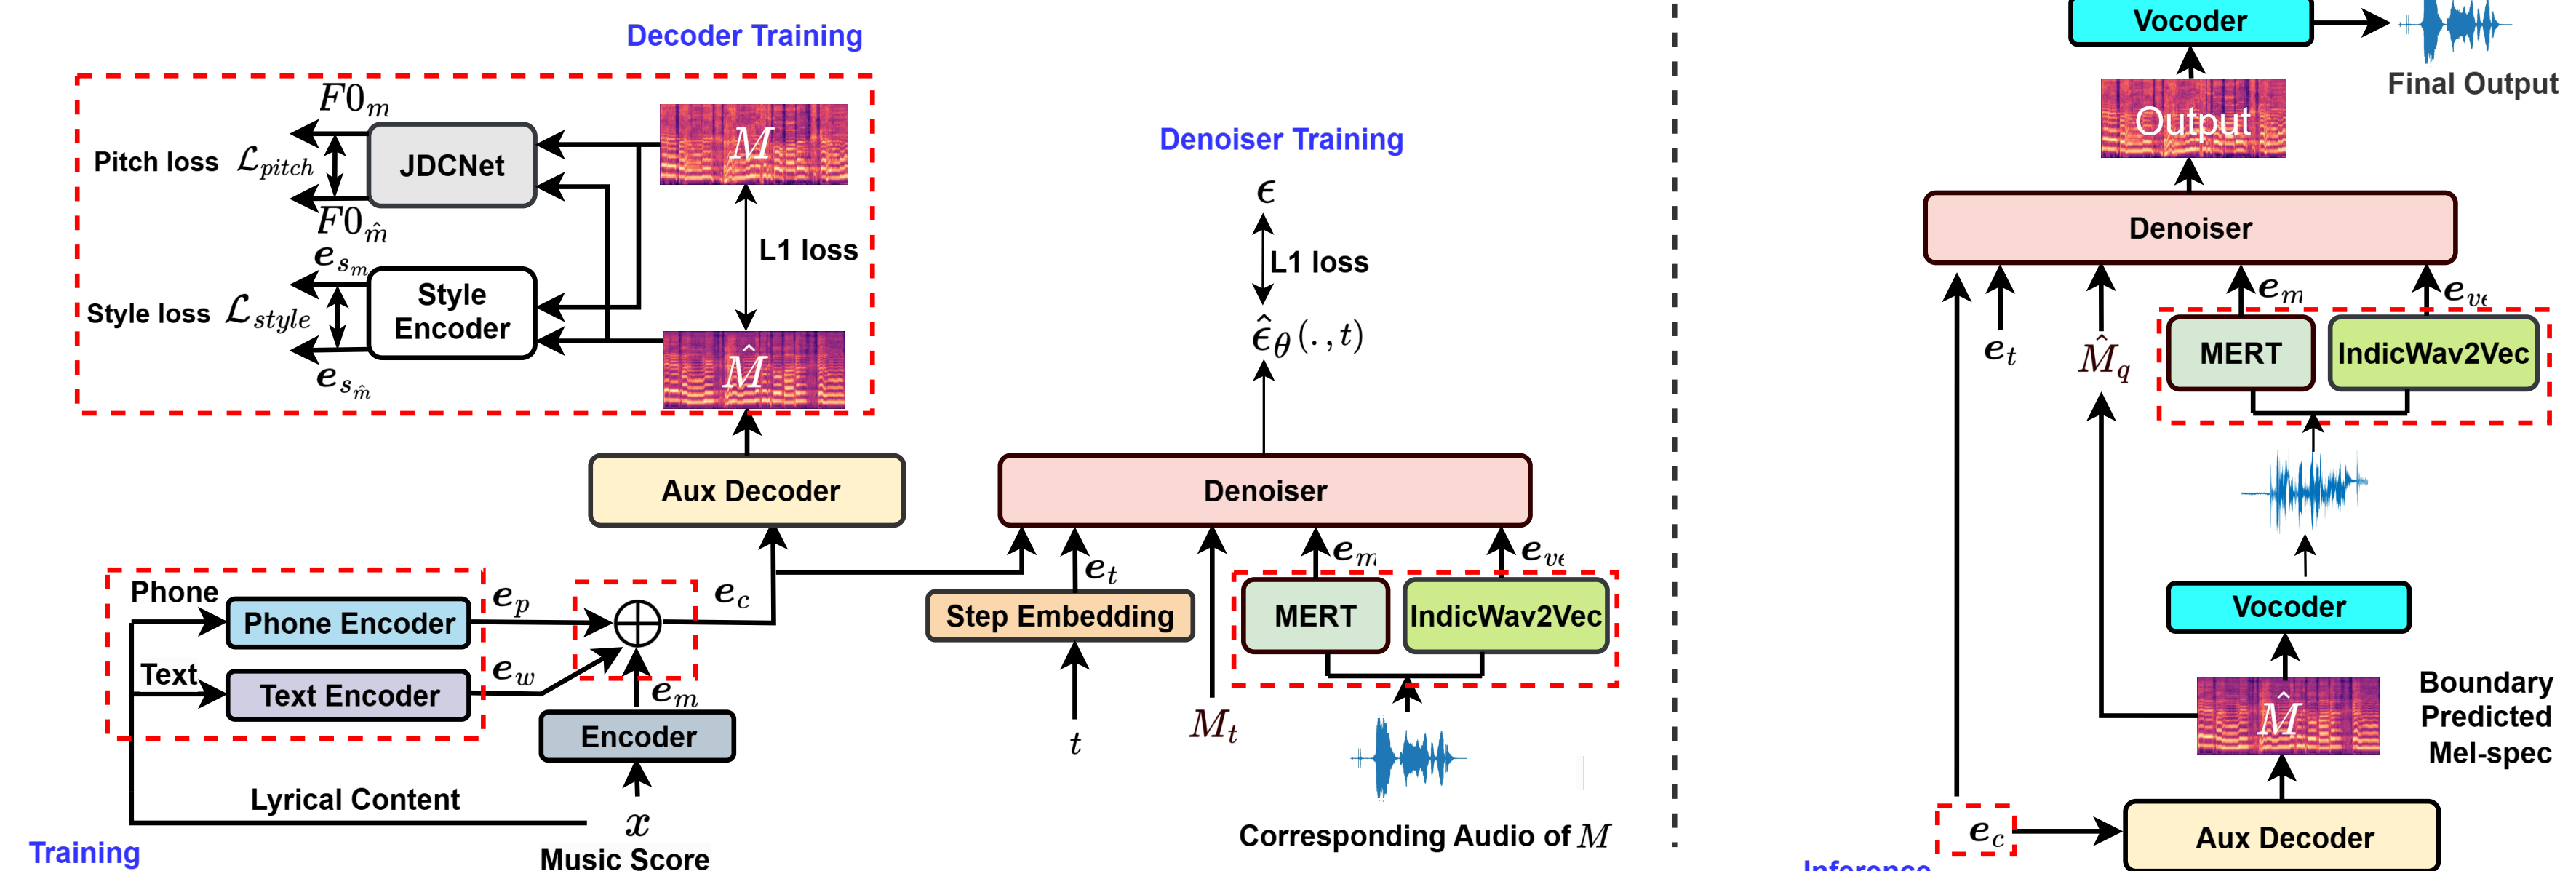 Decoder Training
F0ₘ
Pitch loss ℒ_pitch
JDCNet
M
F0_m̂
L1 loss
e_sₘ
Style loss ℒ_style
Style
Encoder
M̂
e_s_m̂
Aux Decoder
Phone
Phone Encoder
e_p
e_c
Text
Text Encoder
e_w
e_m
Encoder
Lyrical Content
x
Music Score
Training
Denoiser Training
ϵ
L1 loss
ϵ̂_θ(., t)
Denoiser
e_t
e_m
Step Embedding
MERT
IndicWav2Vec
t
M_t
Corresponding Audio of M
Vocoder
Final Output
Output
Denoiser
e_t
M̂_q
e_m
MERT
IndicWav2Vec
Vocoder
M̂
Boundary
Predicted
Mel-spec
e_c
Aux Decoder
Inference